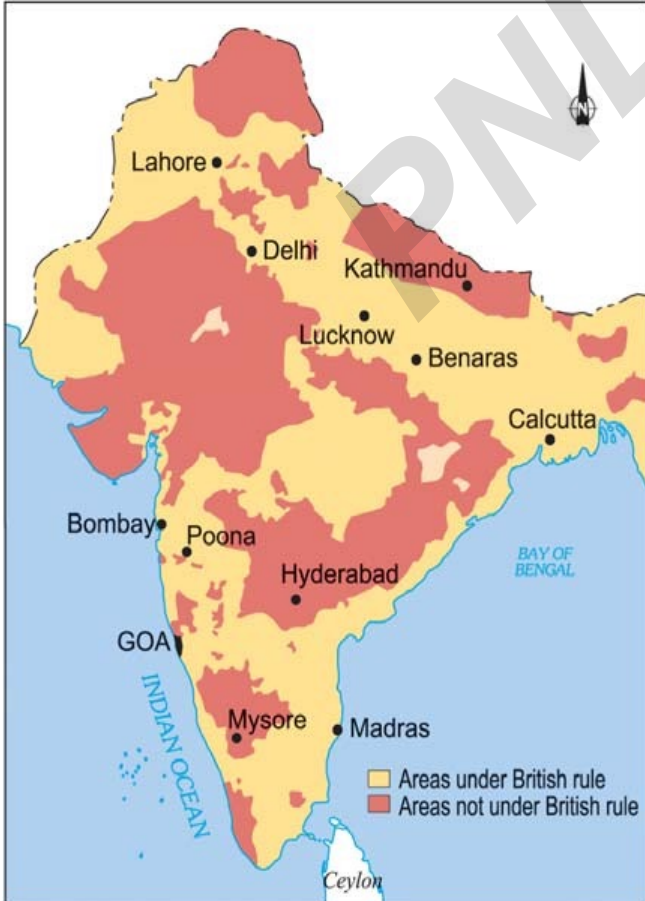 PNL
N
Lahore
Delhi
Kathmandu
Lucknow
Benaras
Calcutta
Bombay
Poona
BAY OF
BENGAL
Hyderabad
GOA
INDIAN OCEAN
Mysore
Madras
Areas under British rule
Areas not under British rule
Ceylon